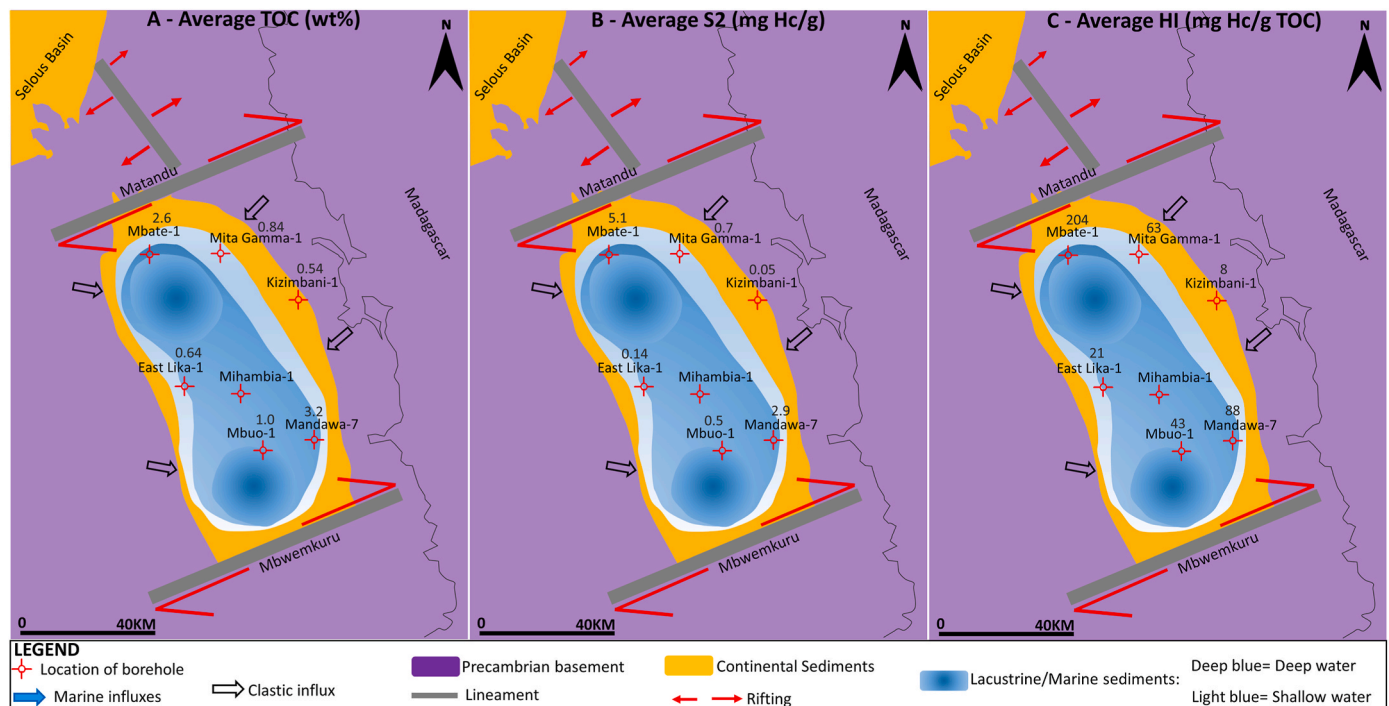 A - Average TOC (wt%)
Selous Basin
N
Matandu
Madagascar
2.6
Mbate-1
0.84
Mita Gamma-1
0.54
Kizimbani-1
0.64
East Lika-1
Mihambia-1
1.0
Mbuo-1
3.2
Mandawa-7
Mbwemkuru
0
40KM
B - Average S2 (mg Hc/g)
Selous Basin
N
Matandu
Madagascar
5.1
Mbate-1
0.7
Mita Gamma-1
0.05
Kizimbani-1
0.14
East Lika-1
Mihambia-1
0.5
Mbuo-1
2.9
Mandawa-7
Mbwemkuru
0
40KM
C - Average HI (mg Hc/g TOC)
Selous Basin
N
Matandu
Madagascar
204
Mbate-1
63
Mita Gamma-1
8
Kizimbani-1
21
East Lika-1
Mihambia-1
43
Mbuo-1
88
Mandawa-7
Mbwemkuru
0
40KM
LEGEND
Location of borehole
Marine influxes
Clastic influx
Precambrian basement
Lineament
Continental Sediments
Rifting
Lacustrine/Marine sediments:
Deep blue= Deep water
Light blue= Shallow water